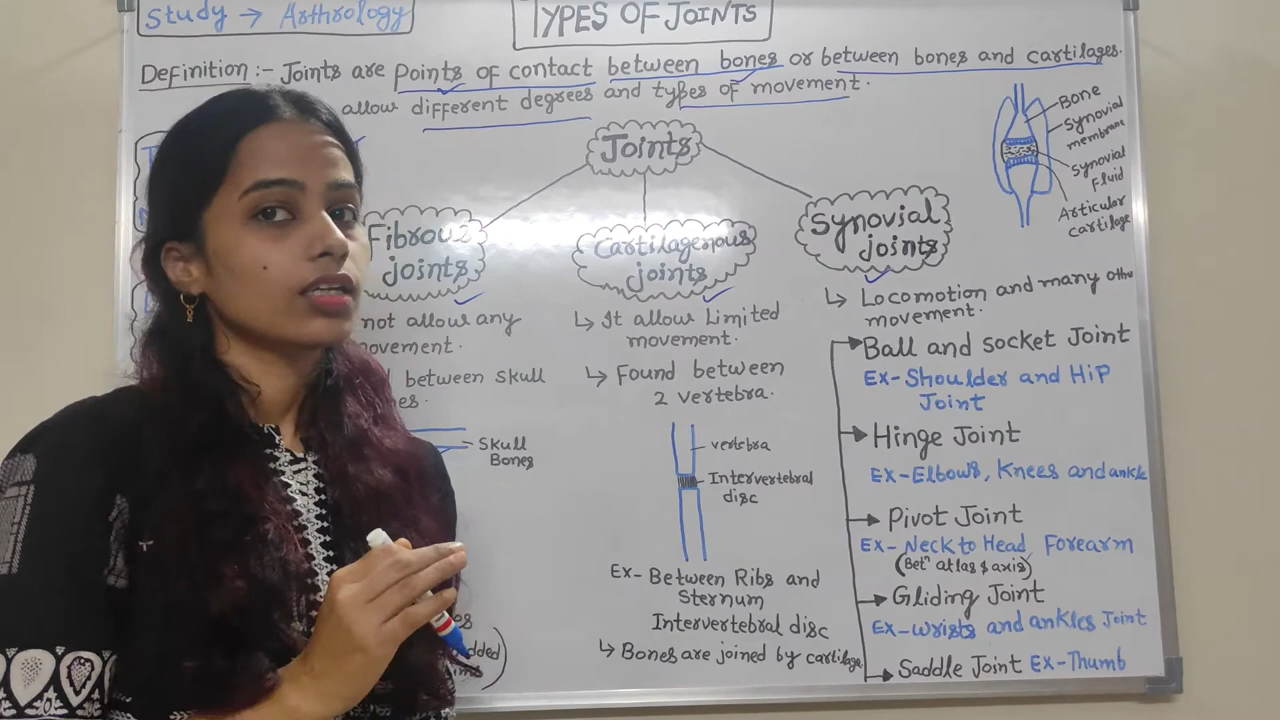 Study → Arthrology
TYPES OF JOINTS
Definition :- Joints are points of contact between bones or between bones and cartilages.
allow different degrees and types of movement.
Bone
Synovial
membrane
Synovial
Fluid
Articular
cartilage
Joints
Fibrous
joints
not allow any
movement.
between skull
Skull
Bones
Cartilagenous
joints
↳ It allow Limited
movement.
↳ Found between
2 vertebra.
vertebra
Intervertebral
disc
Ex- Between Ribs and
Sternum
Intervertebral disc
↳ Bones are joined by cartilage
Synovial
joints
↳ Locomotion and many othe
movement.
Ball and socket Joint
Ex- Shoulder and Hip
Joint
Hinge Joint
Ex- Elbows, Knees and ankle
Pivot Joint
Ex- Neck to Head Forearm
(Betⁿ atlas & axis)
Gliding Joint
Ex- wrists and ankles Joint
Saddle Joint Ex- Thumb